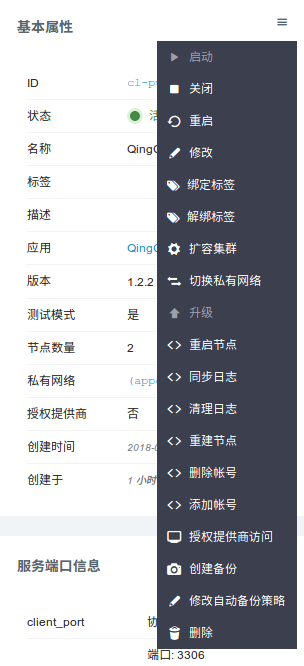 基本属性
ID
状态
名称
标签
描述
应用
版本 1.2.2
测试模式 是
节点数量 2
私有网络
授权提供商 否
创建时间
创建于 1 小时
服务端口信息
client_port
端口: 3306
启动
关闭
重启
修改
绑定标签
解绑标签
扩容集群
切换私有网络
升级
重启节点
同步日志
清理日志
重建节点
删除帐号
添加帐号
授权提供商访问
创建备份
修改自动备份策略
删除